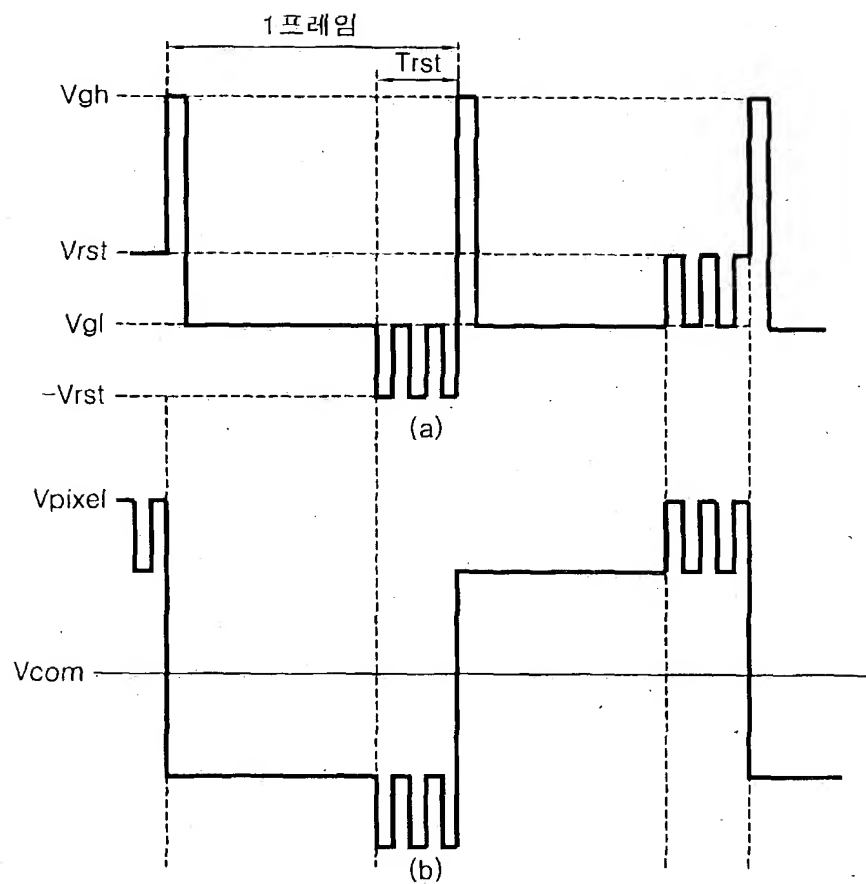 1프레임
Trst
Vgh
Vrst
Vgl
-Vrst
(a)
Vpixel
Vcom
(b)